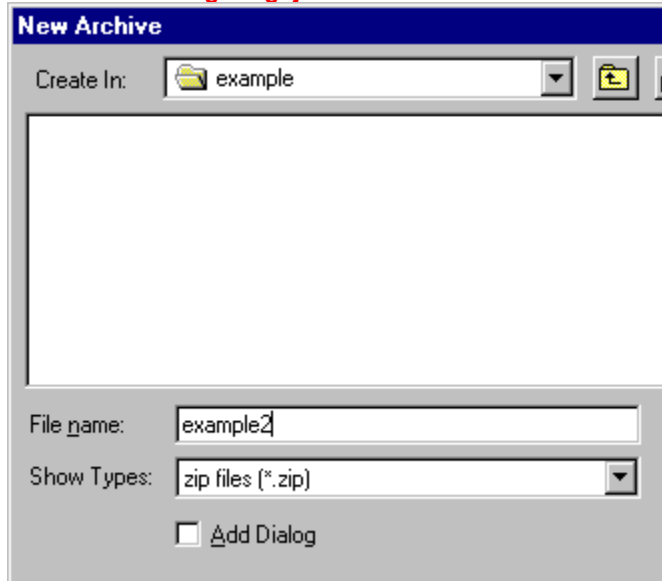 New Archive
Create In: example
File name: example2
Show Types: zip files (*.zip)
Add Dialog